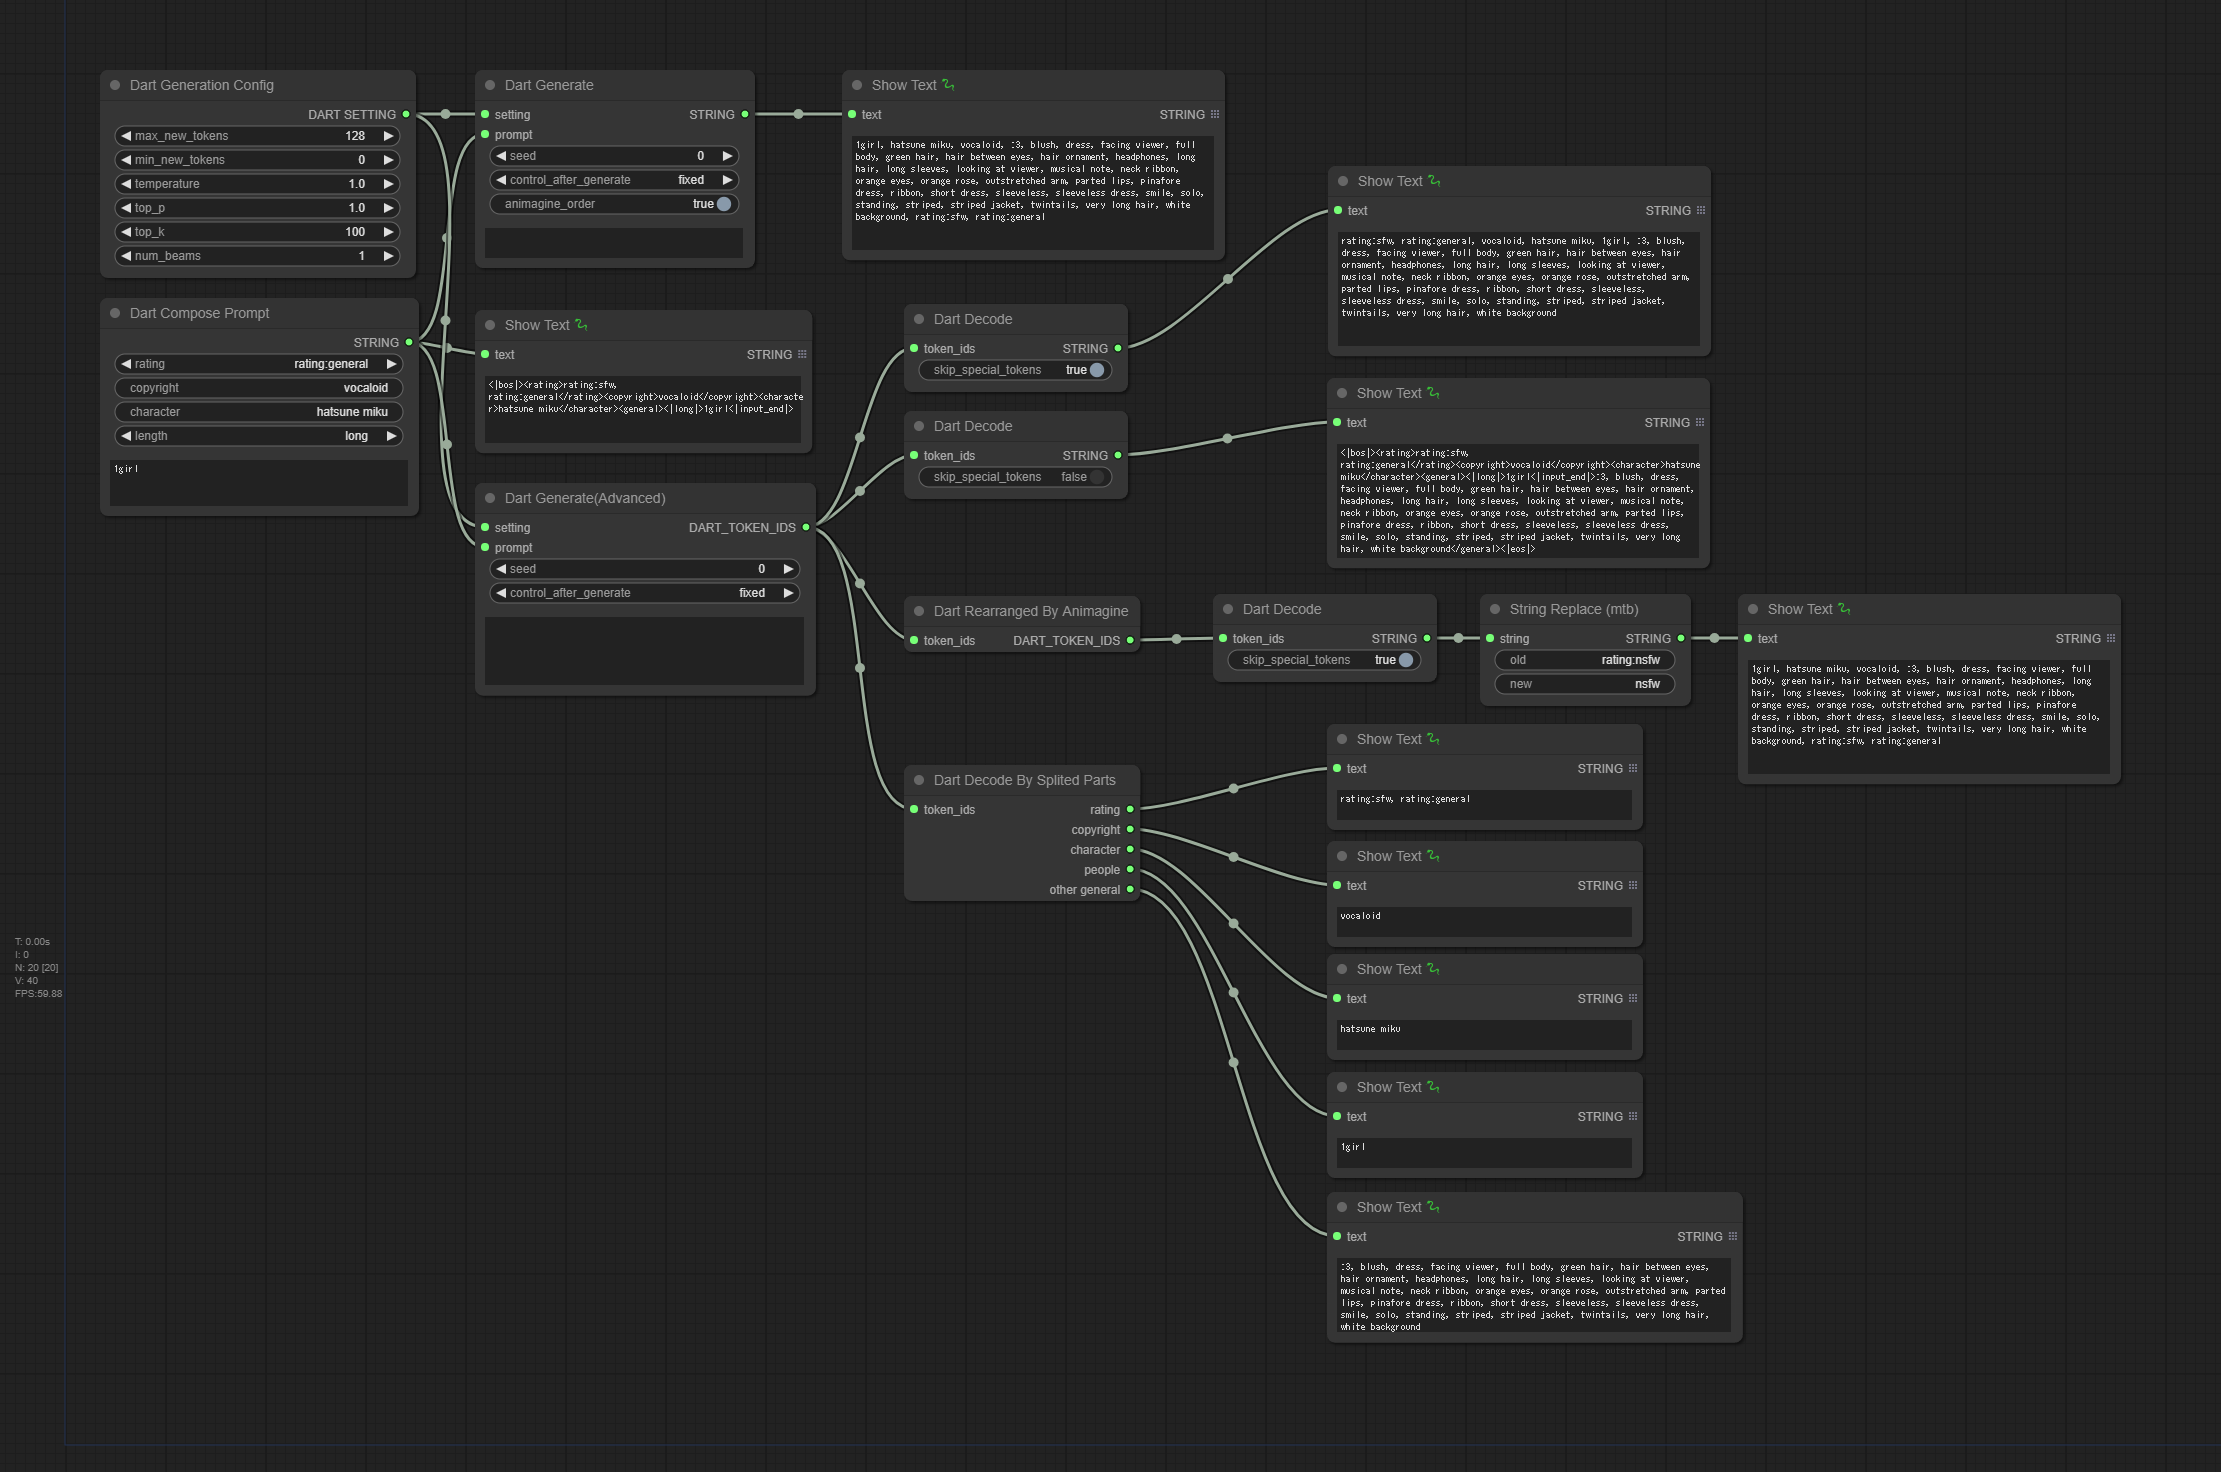 Dart Generation Config
DART SETTING
max_new_tokens 128
min_new_tokens 0
temperature 1.0
top_p 1.0
top_k 100
num_beams 1
Dart Compose Prompt
STRING
rating rating:general
copyright vocaloid
character hatsune miku
length long
1girl
Dart Generate
setting STRING
prompt
seed 0
control_after_generate fixed
animagine_order true
Show Text
text STRING
<|bos|><rating>rating:sfw,
rating:general</rating><copyright>vocaloid</copyright><characte
r>hatsune miku</character><general><|long|>1girl<|input_end|>
Dart Generate(Advanced)
setting DART_TOKEN_IDS
prompt
seed 0
control_after_generate fixed
Show Text
text STRING
1girl, hatsune miku, vocaloid, :3, blush, dress, facing viewer, full
body, green hair, hair between eyes, hair ornament, headphones, long
hair, long sleeves, looking at viewer, musical note, neck ribbon,
orange eyes, orange rose, outstretched arm, parted lips, pinafore
dress, ribbon, short dress, sleeveless, sleeveless dress, smile, solo,
standing, striped, striped jacket, twintails, very long hair, white
background, rating:sfw, rating:general
Dart Decode
token_ids STRING
skip_special_tokens true
Dart Decode
token_ids STRING
skip_special_tokens false
Show Text
text STRING
rating:sfw, rating:general, vocaloid, hatsune miku, 1girl, :3, blush,
dress, facing viewer, full body, green hair, hair between eyes, hair
ornament, headphones, long hair, long sleeves, looking at viewer,
musical note, neck ribbon, orange eyes, orange rose, outstretched arm,
parted lips, pinafore dress, ribbon, short dress, sleeveless,
sleeveless dress, smile, solo, standing, striped, striped jacket,
twintails, very long hair, white background
Show Text
text STRING
<|bos|><rating>rating:sfw,
rating:general</rating><copyright>vocaloid</copyright><character>hatsune
miku</character><general><|long|>1girl<|input_end|>:3, blush, dress,
facing viewer, full body, green hair, hair between eyes, hair ornament,
headphones, long hair, long sleeves, looking at viewer, musical note,
neck ribbon, orange eyes, orange rose, outstretched arm, parted lips,
pinafore dress, ribbon, short dress, sleeveless, sleeveless dress,
smile, solo, standing, striped, striped jacket, twintails, very long
hair, white background</general><|eos|>
Dart Rearranged By Animagine
token_ids DART_TOKEN_IDS
Dart Decode
token_ids STRING
skip_special_tokens true
String Replace (mtb)
string STRING
old rating:nsfw
new nsfw
Show Text
text STRING
1girl, hatsune miku, vocaloid, :3, blush, dress, facing viewer, full
body, green hair, hair between eyes, hair ornament, headphones, long
hair, long sleeves, looking at viewer, musical note, neck ribbon,
orange eyes, orange rose, outstretched arm, parted lips, pinafore
dress, ribbon, short dress, sleeveless, sleeveless dress, smile, solo,
standing, striped, striped jacket, twintails, very long hair, white
background, rating:sfw, rating:general
Dart Decode By Splited Parts
token_ids rating
copyright
character
people
other general
Show Text
text STRING
rating:sfw, rating:general
Show Text
text STRING
vocaloid
Show Text
text STRING
hatsune miku
Show Text
text STRING
1girl
Show Text
text STRING
:3, blush, dress, facing viewer, full body, green hair, hair between eyes,
hair ornament, headphones, long hair, long sleeves, looking at viewer,
musical note, neck ribbon, orange eyes, orange rose, outstretched arm, parted
lips, pinafore dress, ribbon, short dress, sleeveless, sleeveless dress,
smile, solo, standing, striped, striped jacket, twintails, very long hair,
white background
T: 0.00s
I: 0
N: 20 [20]
V: 40
FPS:59.88